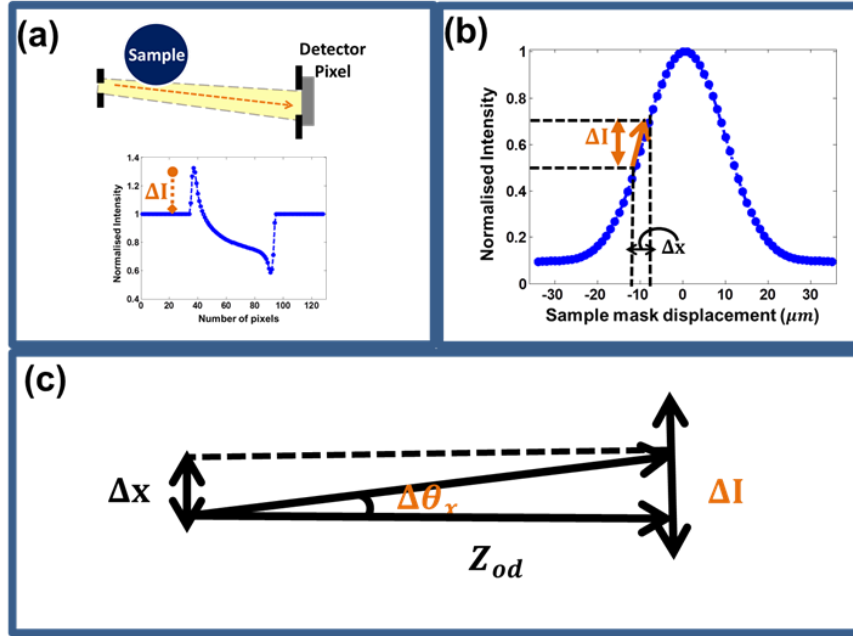 (a)
Sample
Detector
Pixel
1.4
ΔI
1.2
1
0.8
0.6
0.4
0 20 40 60 80 100 120
Normalised Intensity
Number of pixels
(b)
1
0.8
ΔI
0.6
0.4
Δx
0.2
0
-30 -20 -10 0 10 20 30
Normalised Intensity
Sample mask displacement (μm)
(c)
Δx
Δθx
ΔI
Zod